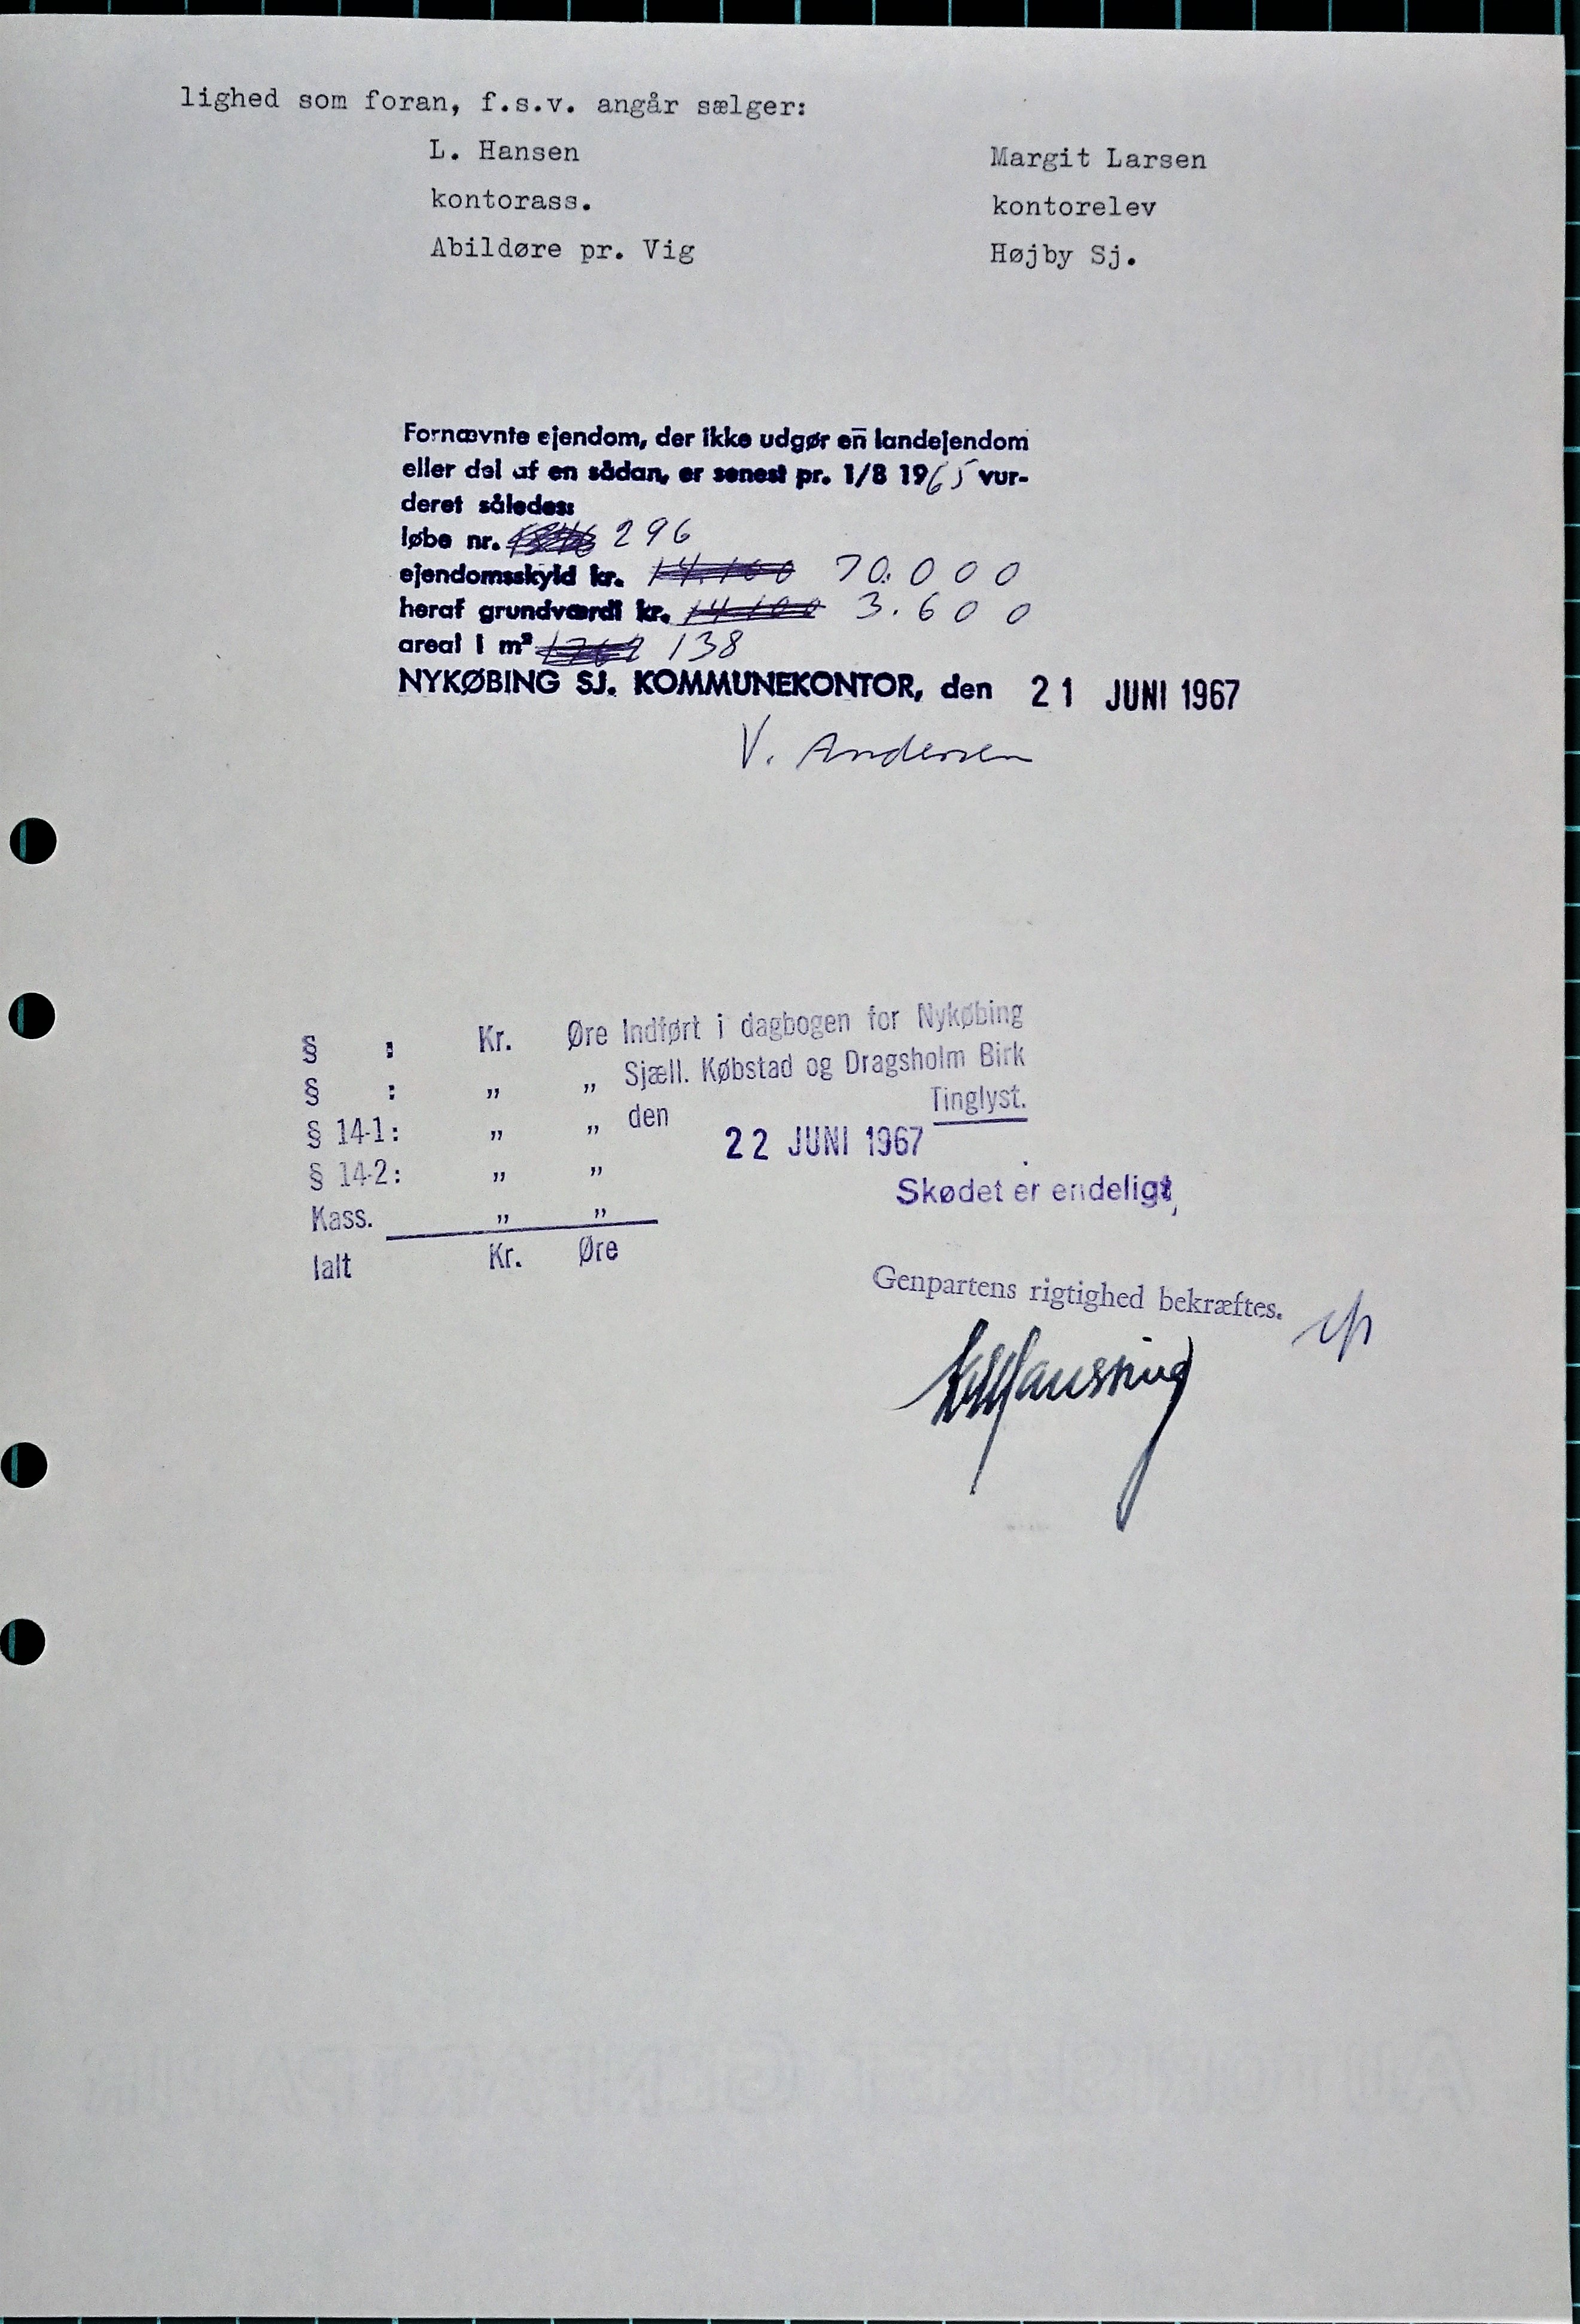 lighed som foran, f.s.v. angår sælger:
L. Hansen
kontorass.
Abildøre pr. Vig
Margit Larsen
kontorelev
Højby Sj.
Fornævnte ejendom, der ikke udgør en landejendom
eller del af en sådan, er senest pr. 1/8 1965 vur-
deret således:
løbe nr. 296
ejendomsskyld kr. 14.100 70.000
heraf grundværdi kr. 14 100 3.600
areal i m² 138
NYKØBING SJ. KOMMUNEKONTOR, den 21 JUNI 1967
V. Andersen
§ : Kr. Øre
§ : „ „
§ 14-1: „ „
§ 14-2: „ „
Kass. „ „
Ialt Kr. Øre
Indført i dagbogen for Nykøbing
Sjæll. Købstad og Dragsholm Birk
den Tinglyst.
22 JUNI 1967
Skødet er endeligt,
Genpartens rigtighed bekræftes.